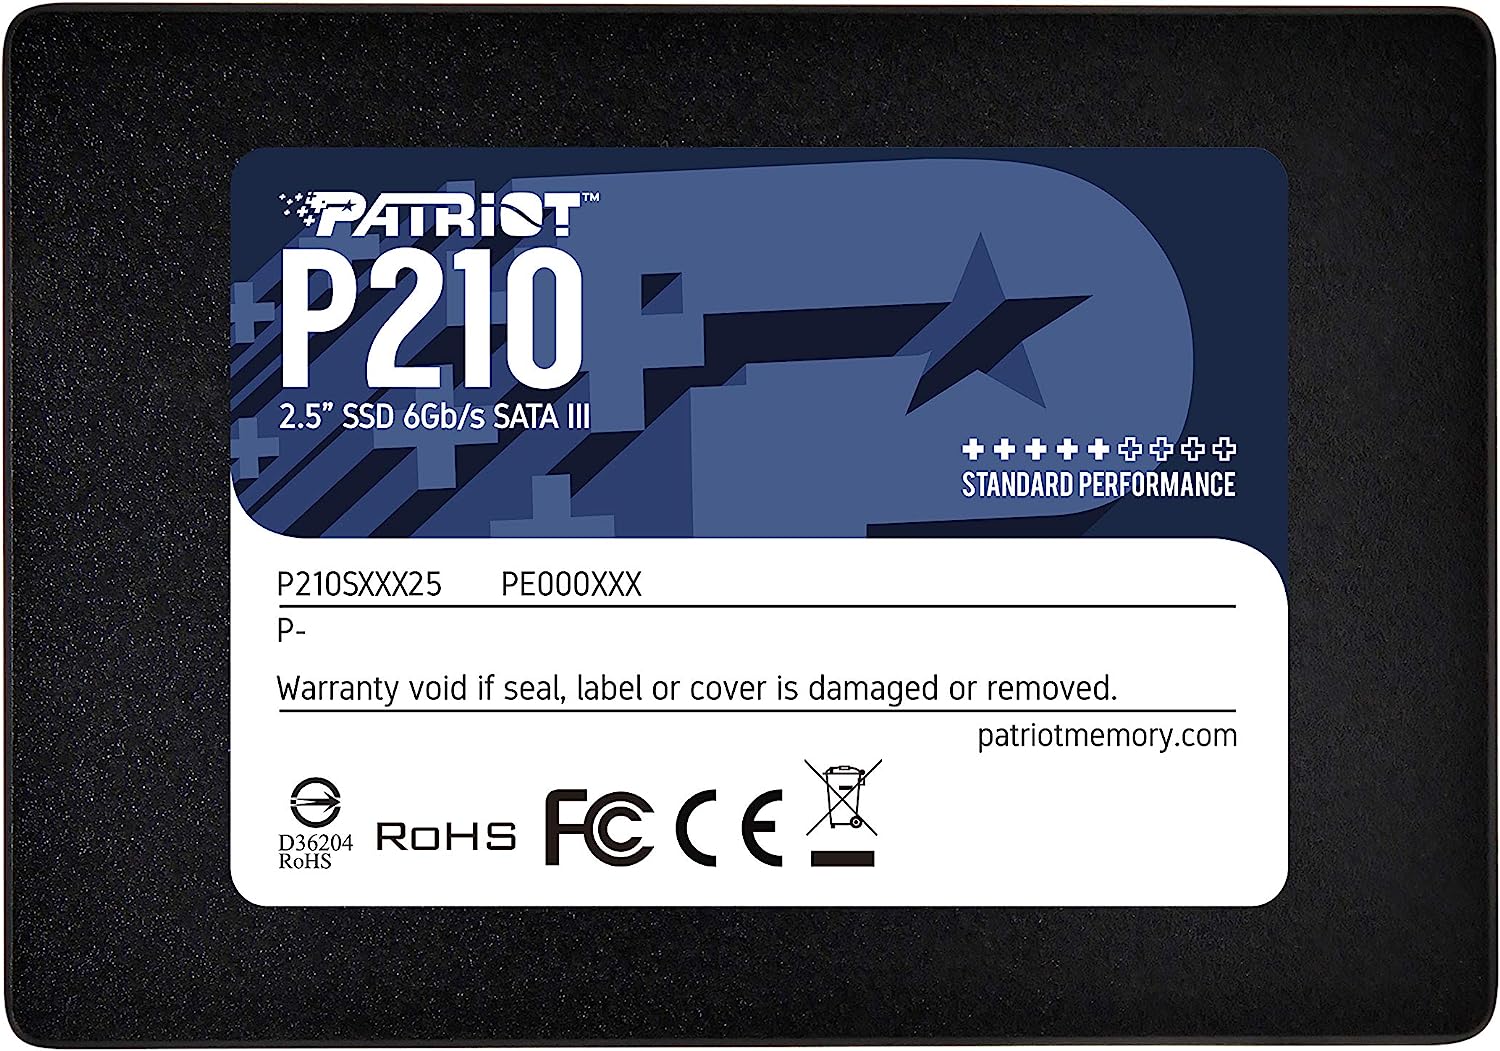 PATRiOT™
P210
2.5” SSD 6Gb/s SATA III
STANDARD PERFORMANCE
P210SXXX25 PE000XXX
P-
Warranty void if seal, label or cover is damaged or removed.
patriotmemory.com
D36204
RoHS
RoHS FC CE